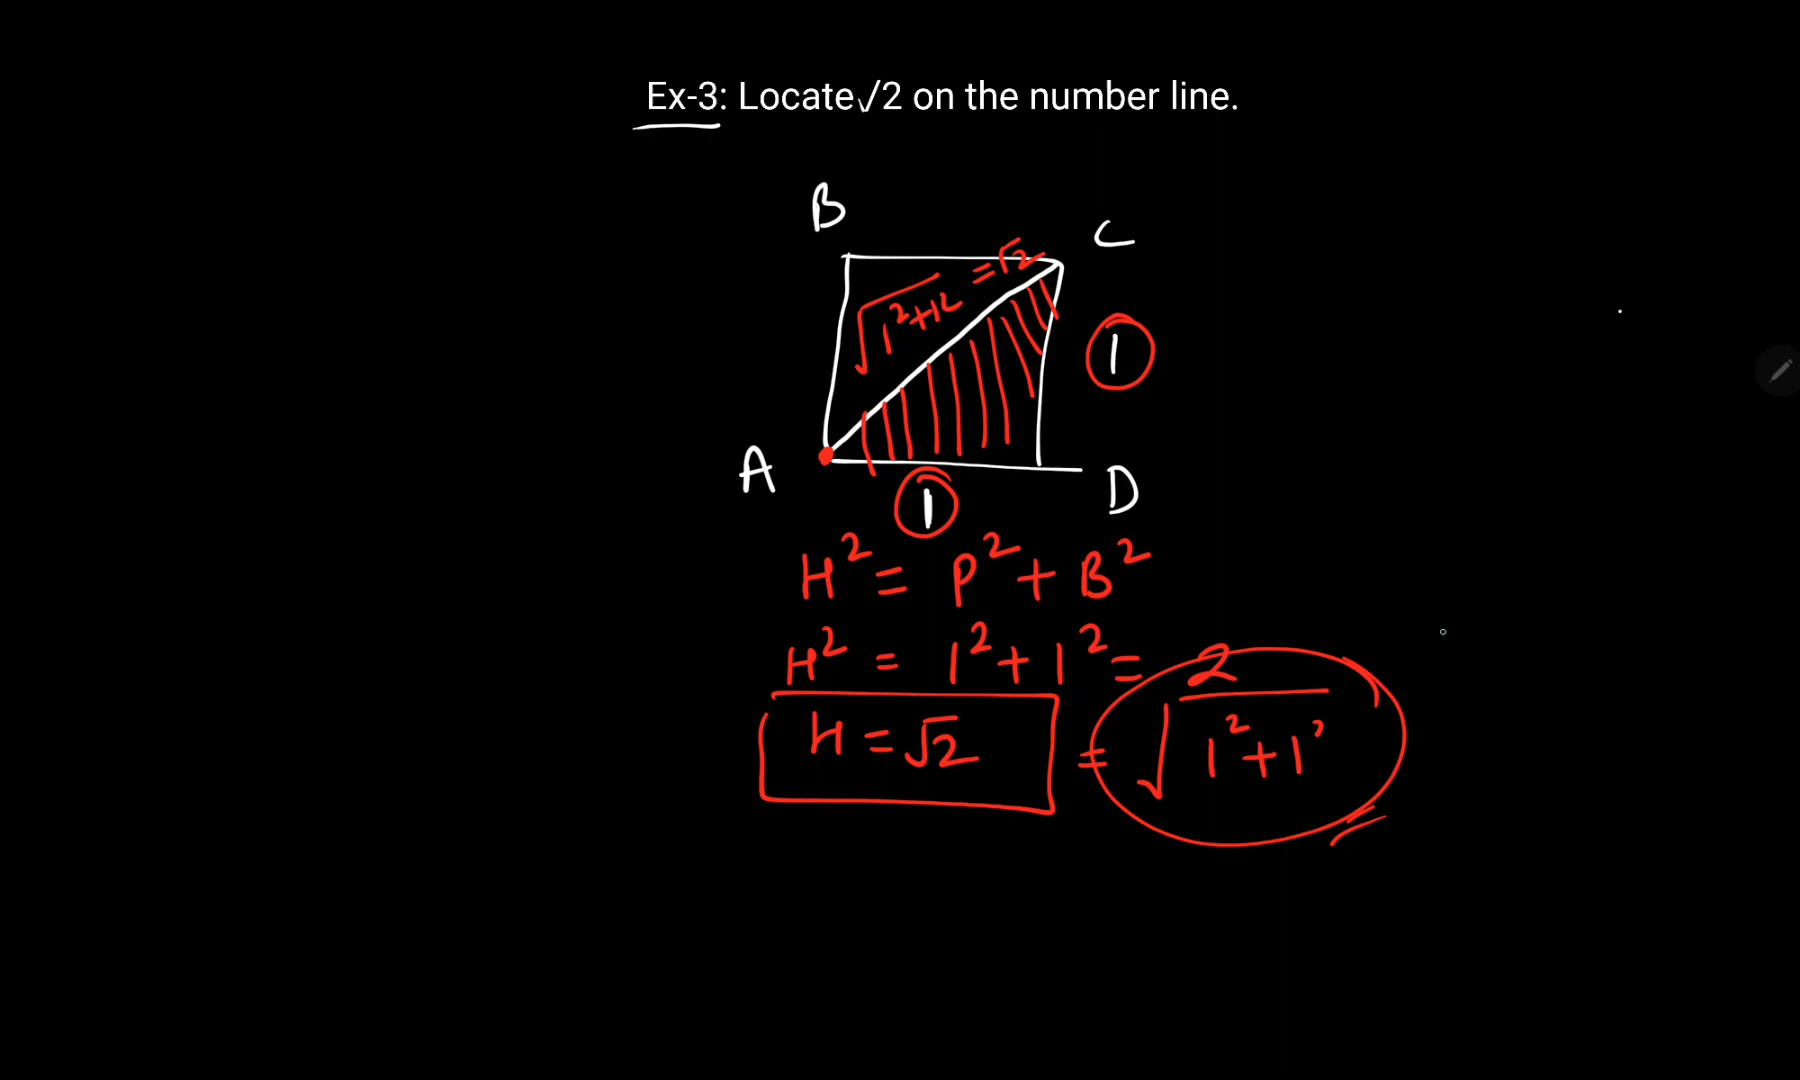 Ex-3: Locate √2 on the number line.
B
C
√1²+1² = √2
1
A
1
D
H² = P² + B²
H² = 1² + 1² = 2
H = √2 = √1² + 1²